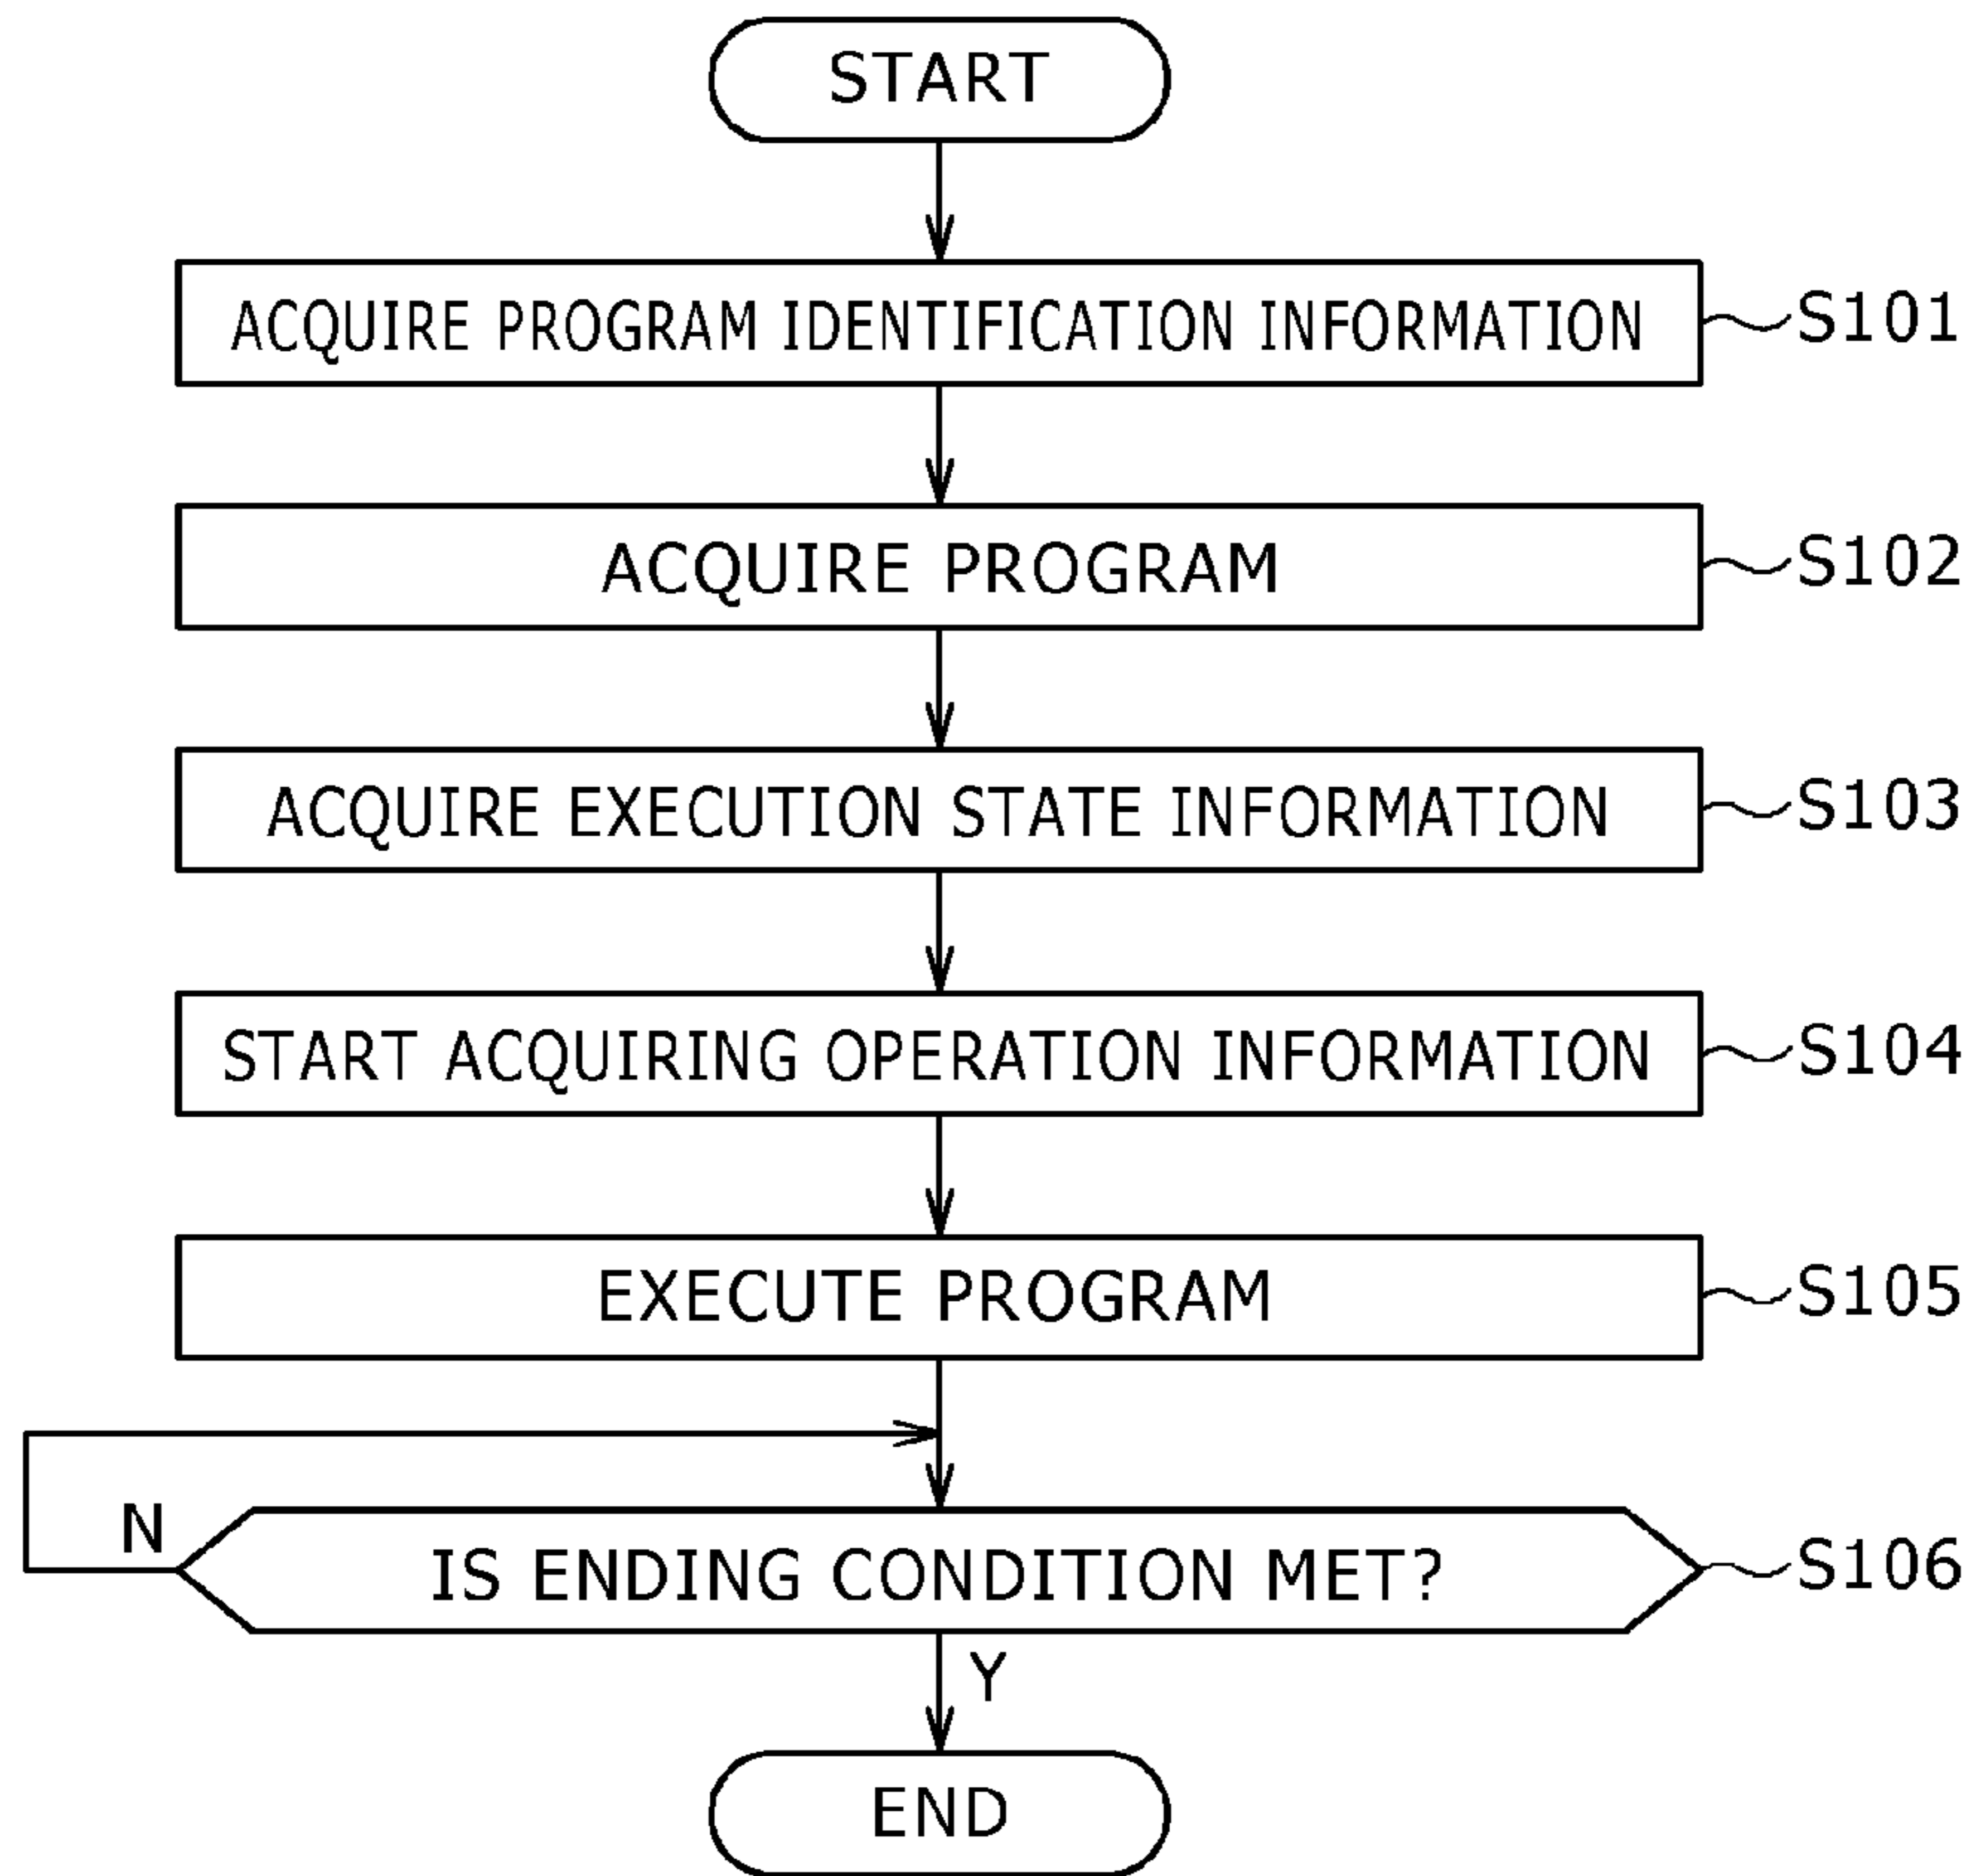 START
ACQUIRE PROGRAM IDENTIFICATION INFORMATION S101
ACQUIRE PROGRAM S102
ACQUIRE EXECUTION STATE INFORMATION S103
START ACQUIRING OPERATION INFORMATION S104
EXECUTE PROGRAM S105
N
IS ENDING CONDITION MET? S106
Y
END